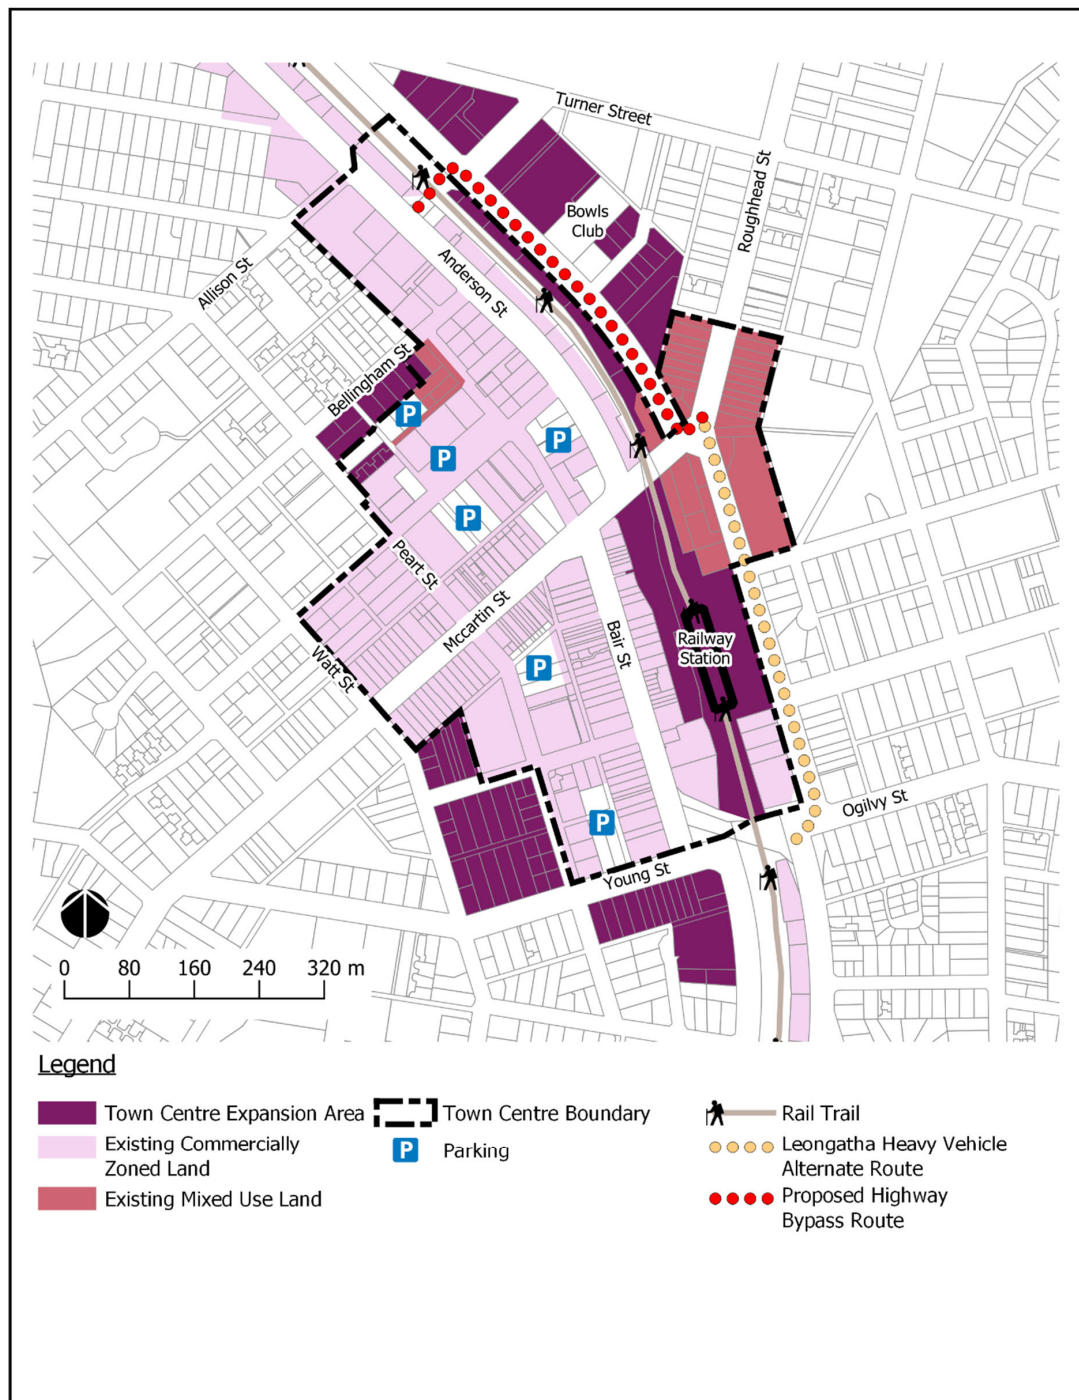 Turner Street
Roughhead St
Bowls
Club
Allison St
Anderson St
Bellingham St
P
P
P
P
Peart St
Mccartin St
Bair St
Railway
Station
Watt St
P
P
Ogilvy St
Young St
0 80 160 240 320 m
Legend
Town Centre Expansion Area
Existing Commercially
Zoned Land
Existing Mixed Use Land
Town Centre Boundary
P Parking
Rail Trail
Leongatha Heavy Vehicle
Alternate Route
Proposed Highway
Bypass Route